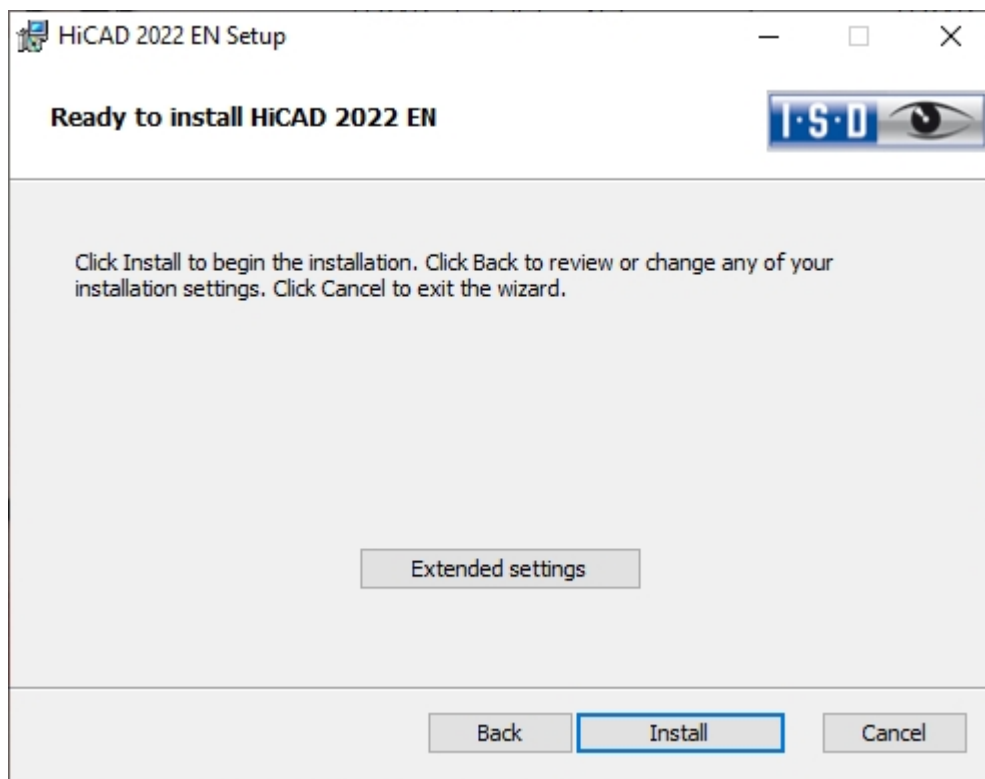 HiCAD 2022 EN Setup
Ready to install HiCAD 2022 EN
I·S·D
Click Install to begin the installation. Click Back to review or change any of your
installation settings. Click Cancel to exit the wizard.
Extended settings
Back
Install
Cancel